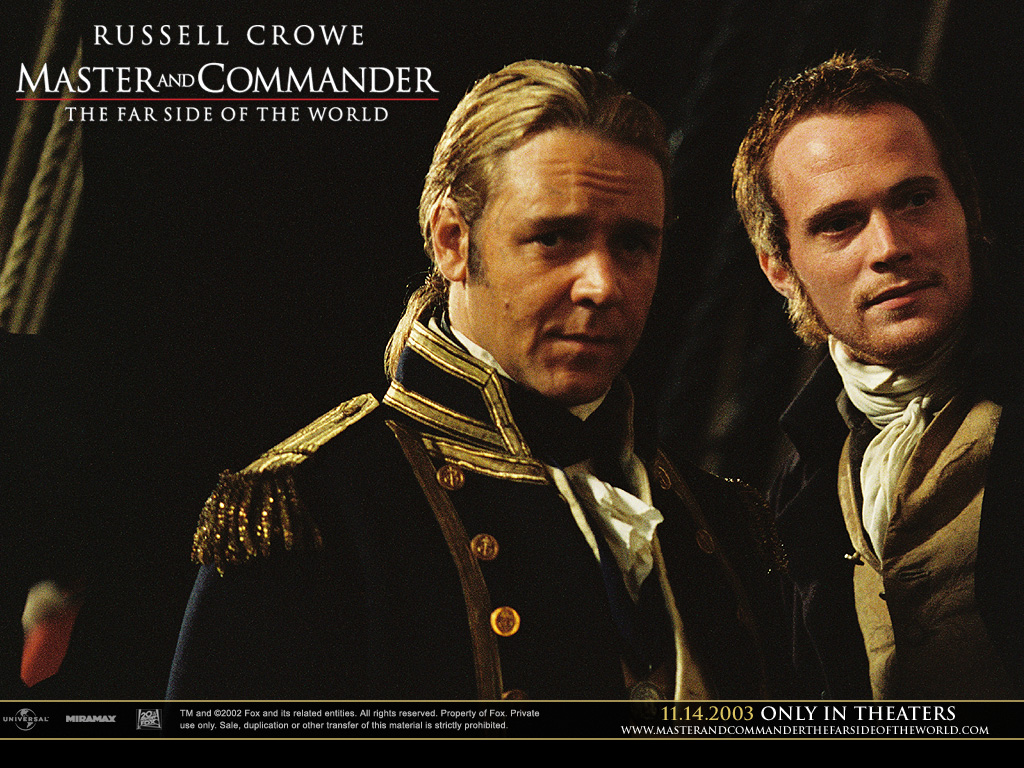 RUSSELL CROWE
MASTER AND COMMANDER
THE FAR SIDE OF THE WORLD
UNIVERSAL
MIRAMAX
20th CENTURY FOX
TM and ©2002 Fox and its related entities. All rights reserved. Property of Fox. Private
use only. Sale, duplication or other transfer of this material is strictly prohibited.
11.14.2003 ONLY IN THEATERS
WWW.MASTERANDCOMMANDERTHEFARSIDEOFTHEWORLD.COM